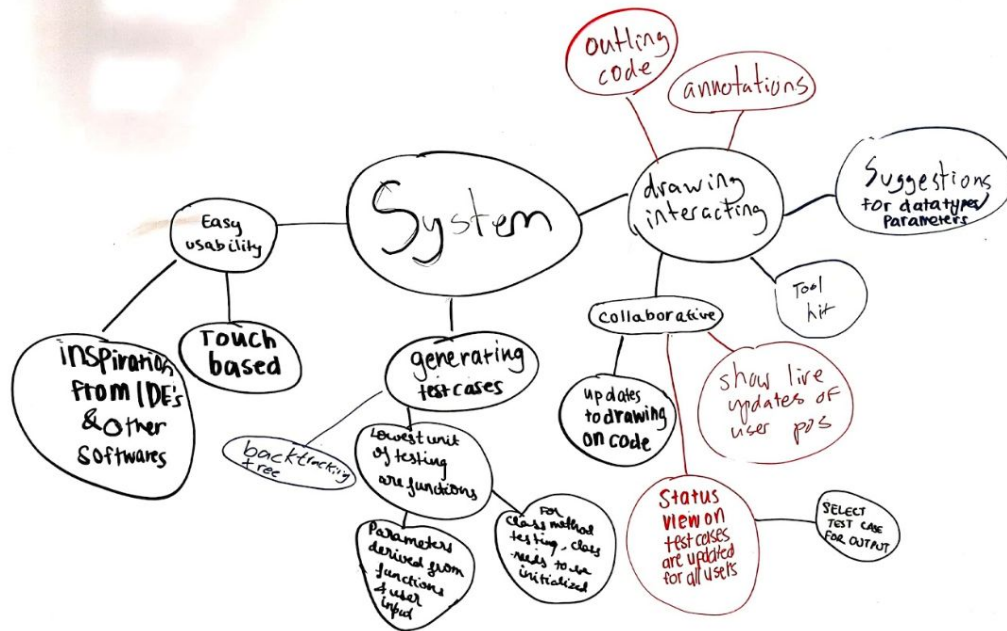 outling
code
annotations
System
drawing
interacting
Suggestions
for datatypes/
Parameters
Easy
usability
Tool
hit
collaborative
Touch
based
inspiration
from IDE's
& other
Softwares
generating
test cases
show live
updates of
user pos
updates
to drawing
on code
backtracking
tree
Lowest unit
of testing
are functions
Status
view on
test cases
are updated
for all users
SELECT
TEST CASE
FOR OUTPUT
For
class method
testing, class
needs to be
initialized
Parameters
derived from
functions
& user
input